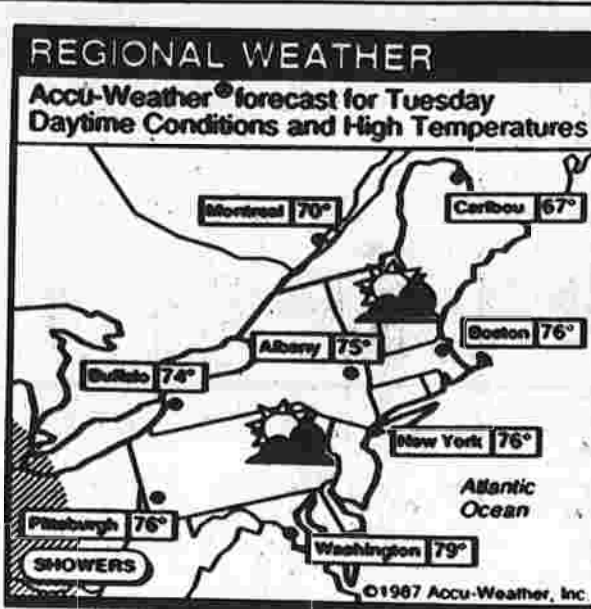 REGIONAL WEATHER
Accu-Weather® forecast for Tuesday
Daytime Conditions and High Temperatures
Montreal 70°
Caribou 67°
Boston 76°
Albany 75°
Buffalo 74°
New York 76°
Atlantic
Ocean
Pittsburgh 76°
Washington 79°
SHOWERS
©1987 Accu-Weather, Inc.